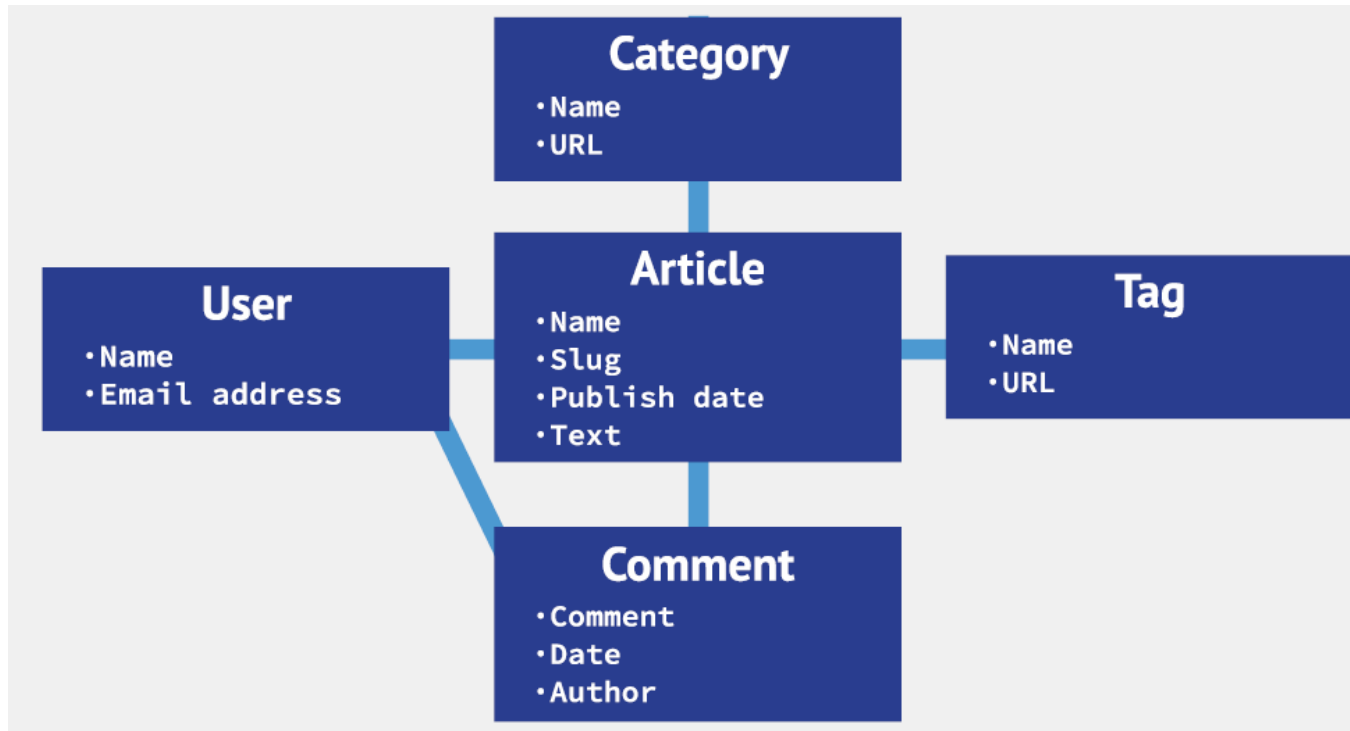 Category
·Name
·URL
Article
·Name
·Slug
·Publish date
·Text
User
·Name
·Email address
Tag
·Name
·URL
Comment
·Comment
·Date
·Author